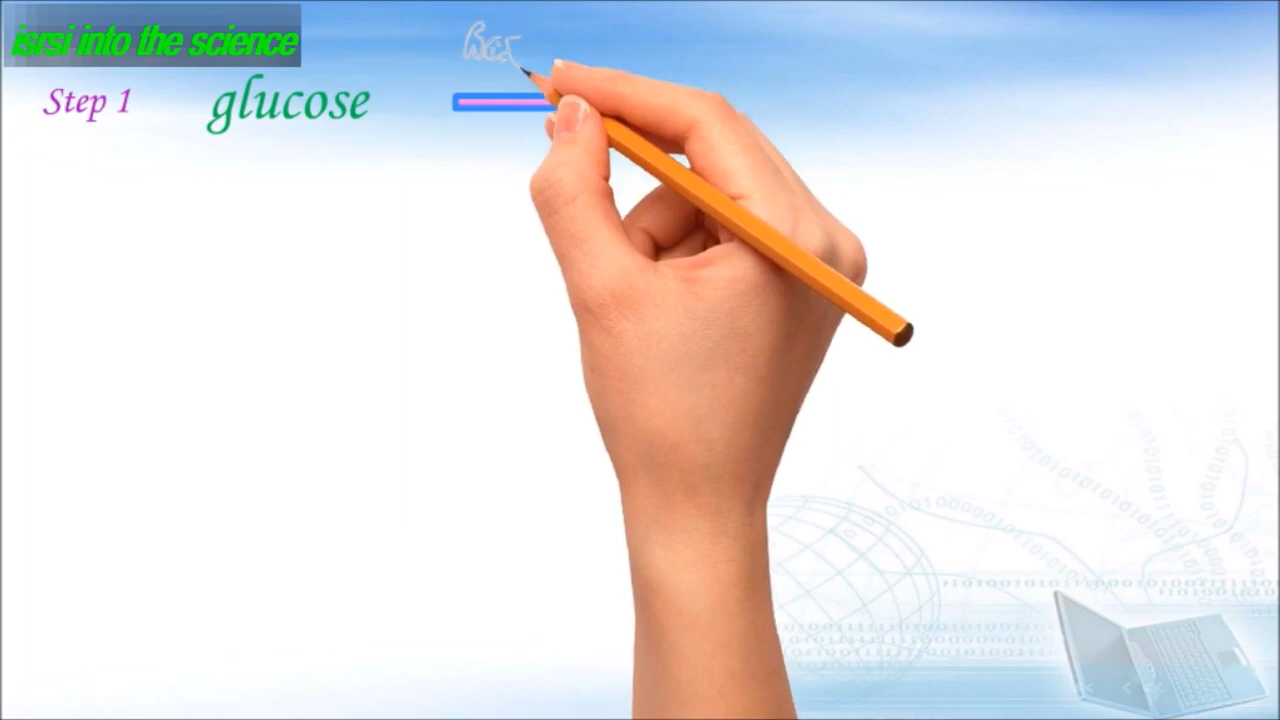 isrsi into the science
Step 1 glucose